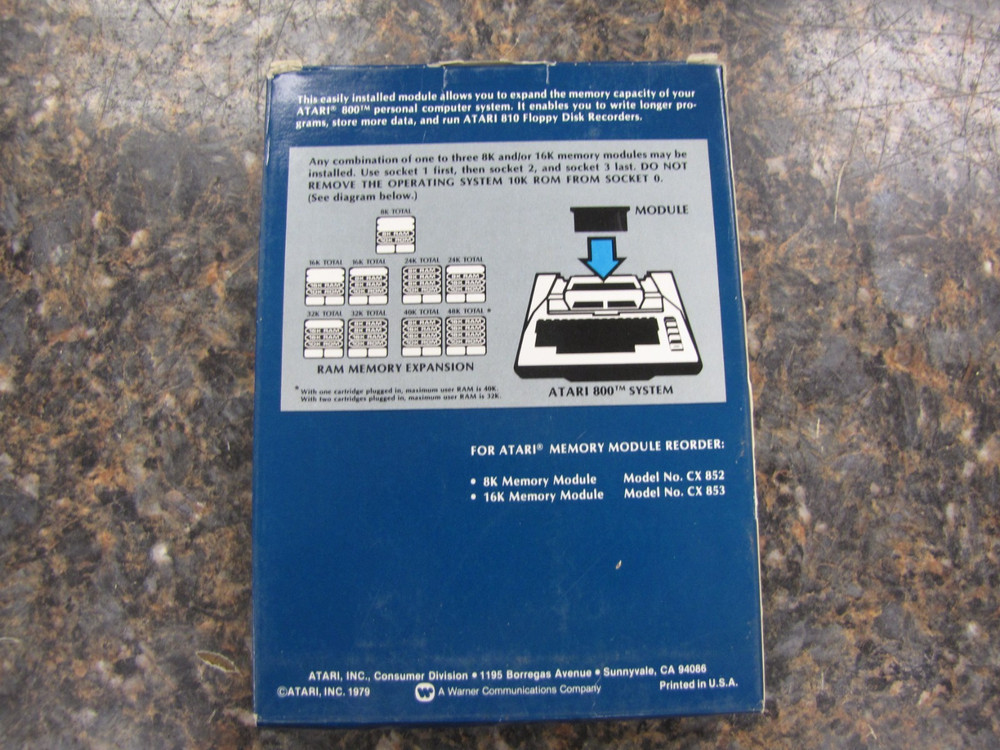 This easily installed module allows you to expand the memory capacity of your
ATARI® 800™ personal computer system. It enables you to write longer pro-
grams, store more data, and run ATARI 810 Floppy Disk Recorders.
Any combination of one to three 8K and/or 16K memory modules may be
installed. Use socket 1 first, then socket 2, and socket 3 last. DO NOT
REMOVE THE OPERATING SYSTEM 10K ROM FROM SOCKET 0.
(See diagram below.)
8K TOTAL
8K RAM
10K ROM
MODULE
16K TOTAL 16K TOTAL 24K TOTAL 24K TOTAL
32K TOTAL 32K TOTAL 40K TOTAL 48K TOTAL *
RAM MEMORY EXPANSION
* With one cartridge plugged in, maximum user RAM is 40K.
With two cartridges plugged in, maximum user RAM is 32K.
ATARI 800™ SYSTEM
FOR ATARI® MEMORY MODULE REORDER:
• 8K Memory Module Model No. CX 852
• 16K Memory Module Model No. CX 853
ATARI, INC., Consumer Division • 1195 Borregas Avenue • Sunnyvale, CA 94086
©ATARI, INC. 1979 A Warner Communications Company Printed in U.S.A.